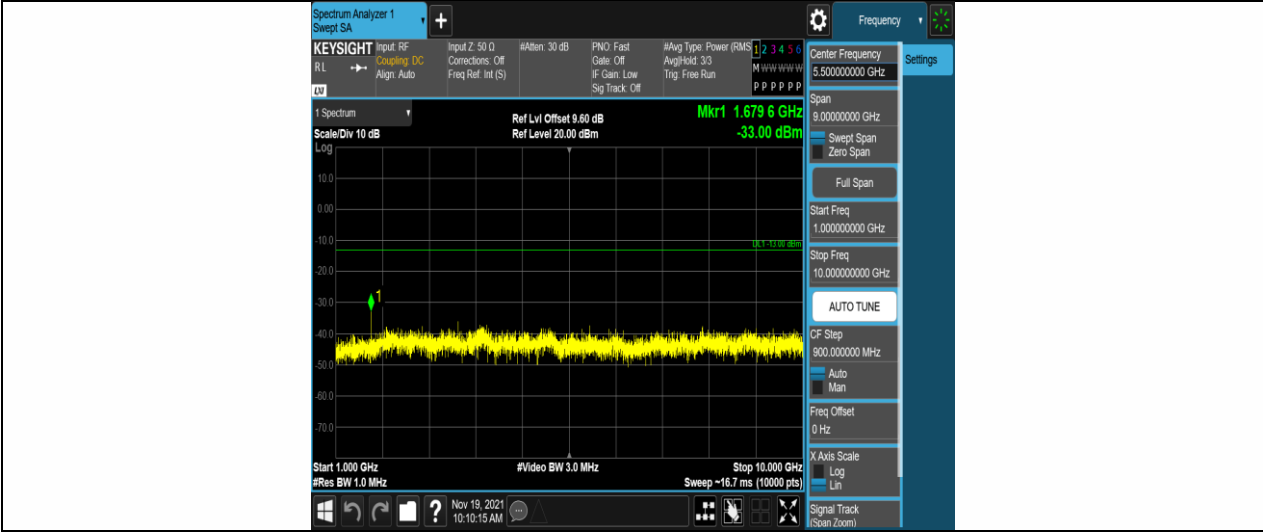 Spectrum Analyzer 1
Swept SA
+
Frequency
KEYSIGHT
Input: RF
Coupling: DC
Align: Auto
Input Z: 50 Ω
Corrections: Off
Freq Ref: Int (S)
#Atten: 30 dB
PNO: Fast
Gate: Off
IF Gain: Low
Sig Track: Off
#Avg Type: Power (RMS
Avg|Hold: 3/3
Trig: Free Run
1 2 3 4 5 6
M W W W W W
P P P P P P
R L
LXI
1 Spectrum
Scale/Div 10 dB
Log
Ref Lvl Offset 9.60 dB
Ref Level 20.00 dBm
Mkr1 1.679 6 GHz
-33.00 dBm
10.0
0.00
-10.0
DL1 -13.00 dBm
-20.0
-30.0
1
-40.0
-50.0
-60.0
-70.0
Start 1.000 GHz
#Res BW 1.0 MHz
#Video BW 3.0 MHz
Stop 10.000 GHz
Sweep ~16.7 ms (10000 pts)
Center Frequency
5.500000000 GHz
Settings
Span
9.00000000 GHz
Swept Span
Zero Span
Full Span
Start Freq
1.000000000 GHz
Stop Freq
10.000000000 GHz
AUTO TUNE
CF Step
900.000000 MHz
Auto
Man
Freq Offset
0 Hz
X Axis Scale
Log
Lin
Signal Track
(Span Zoom)
?
Nov 19, 2021
10:10:15 AM